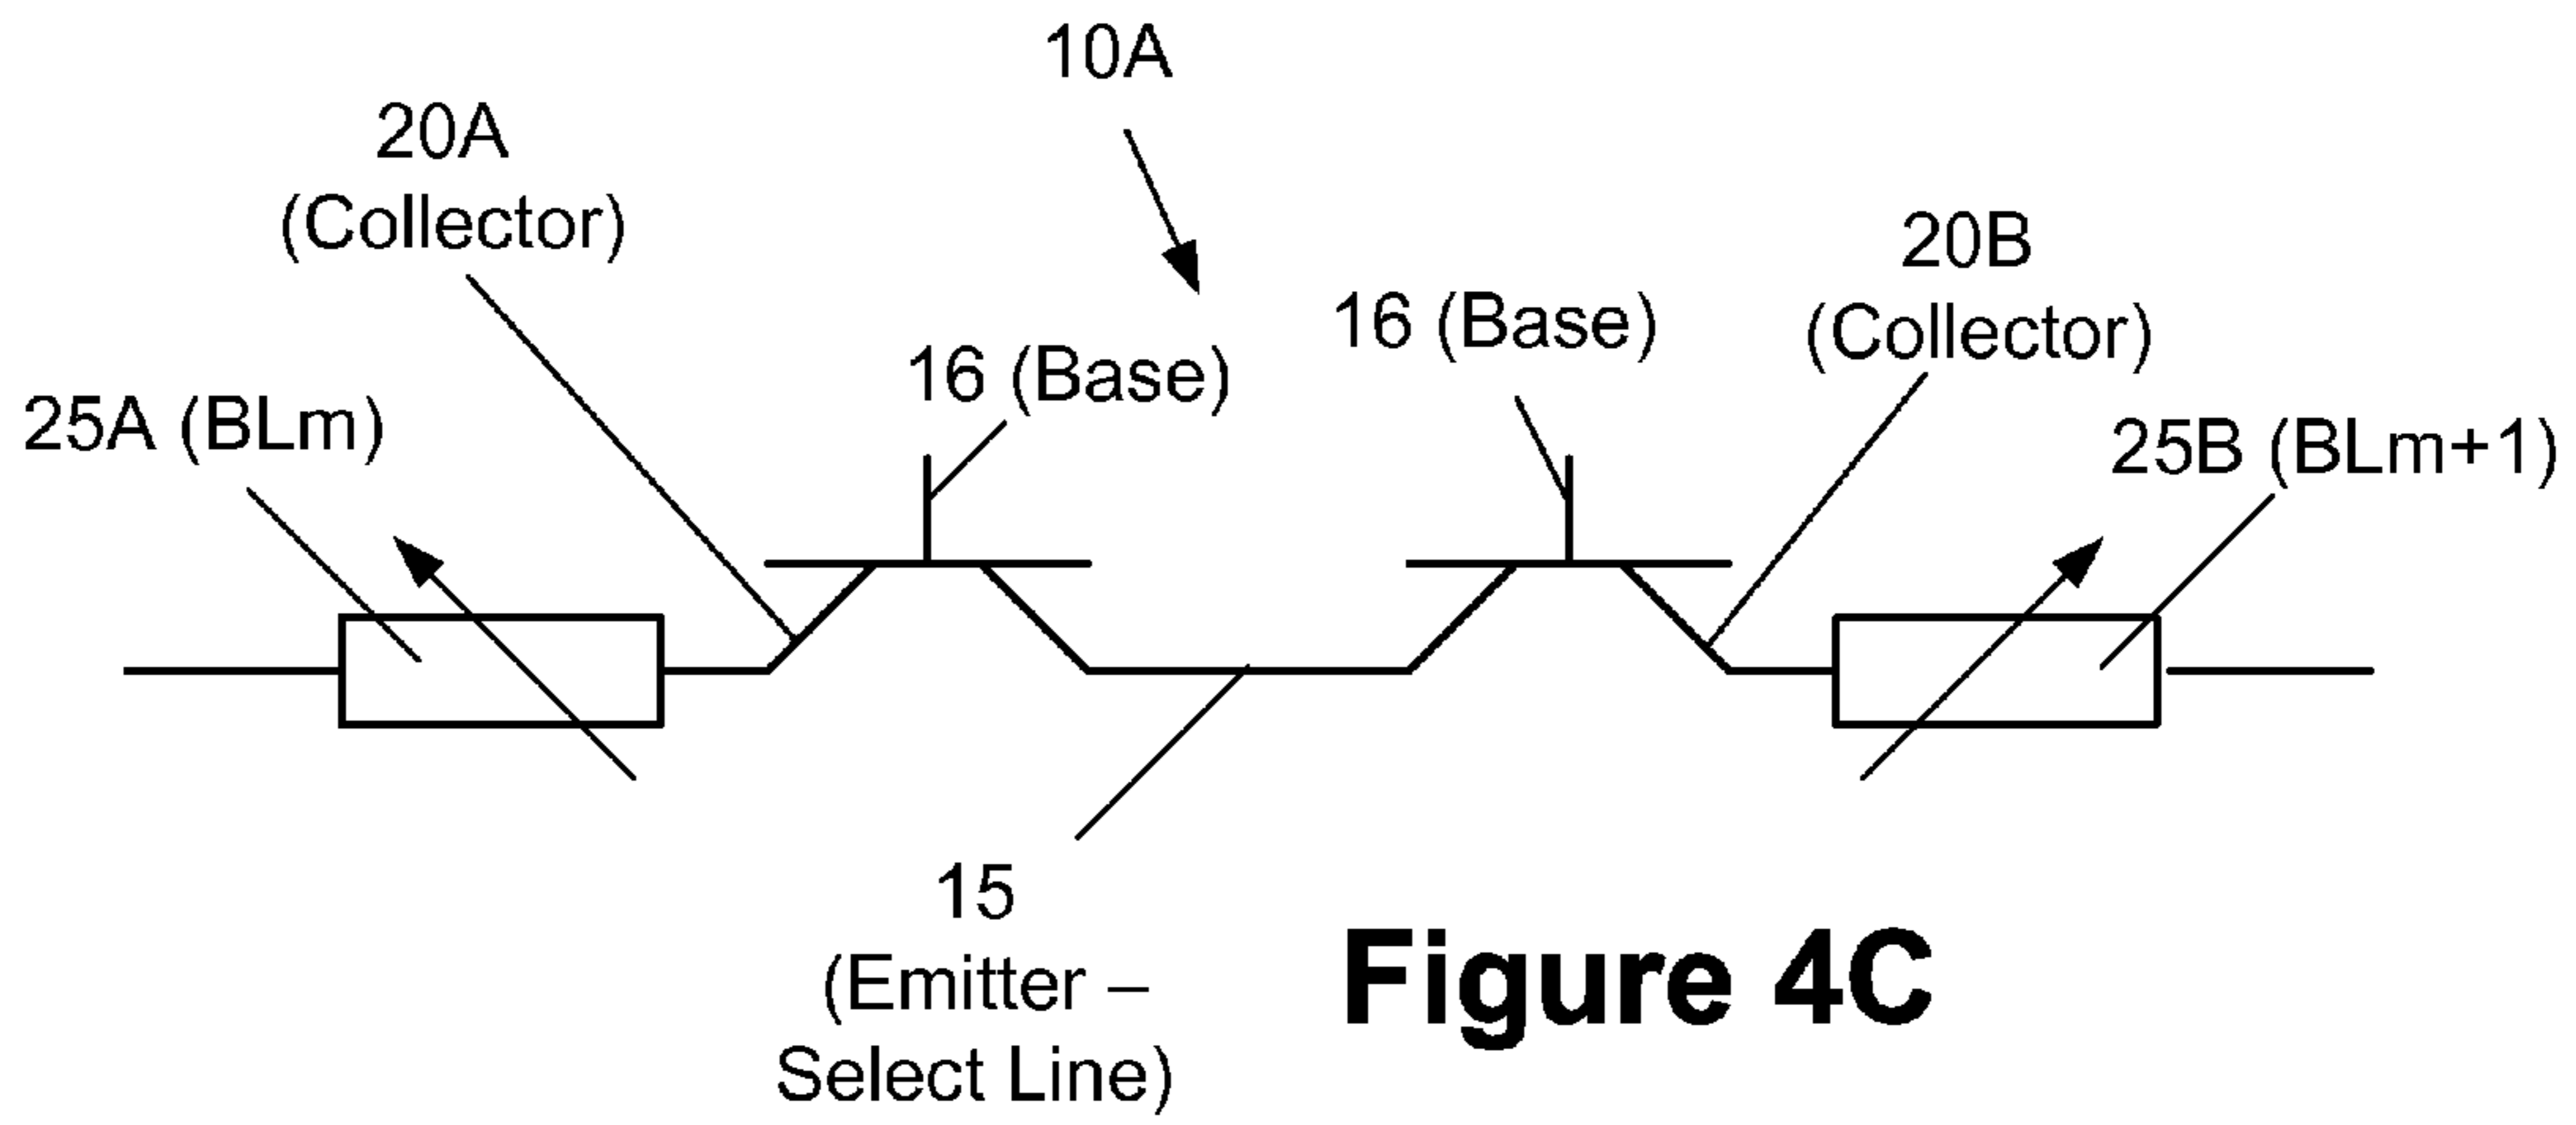 10A
20A
(Collector)
20B
(Collector)
16 (Base)
16 (Base)
25A (BLm)
25B (BLm+1)
15
(Emitter –
Select Line)
Figure 4C